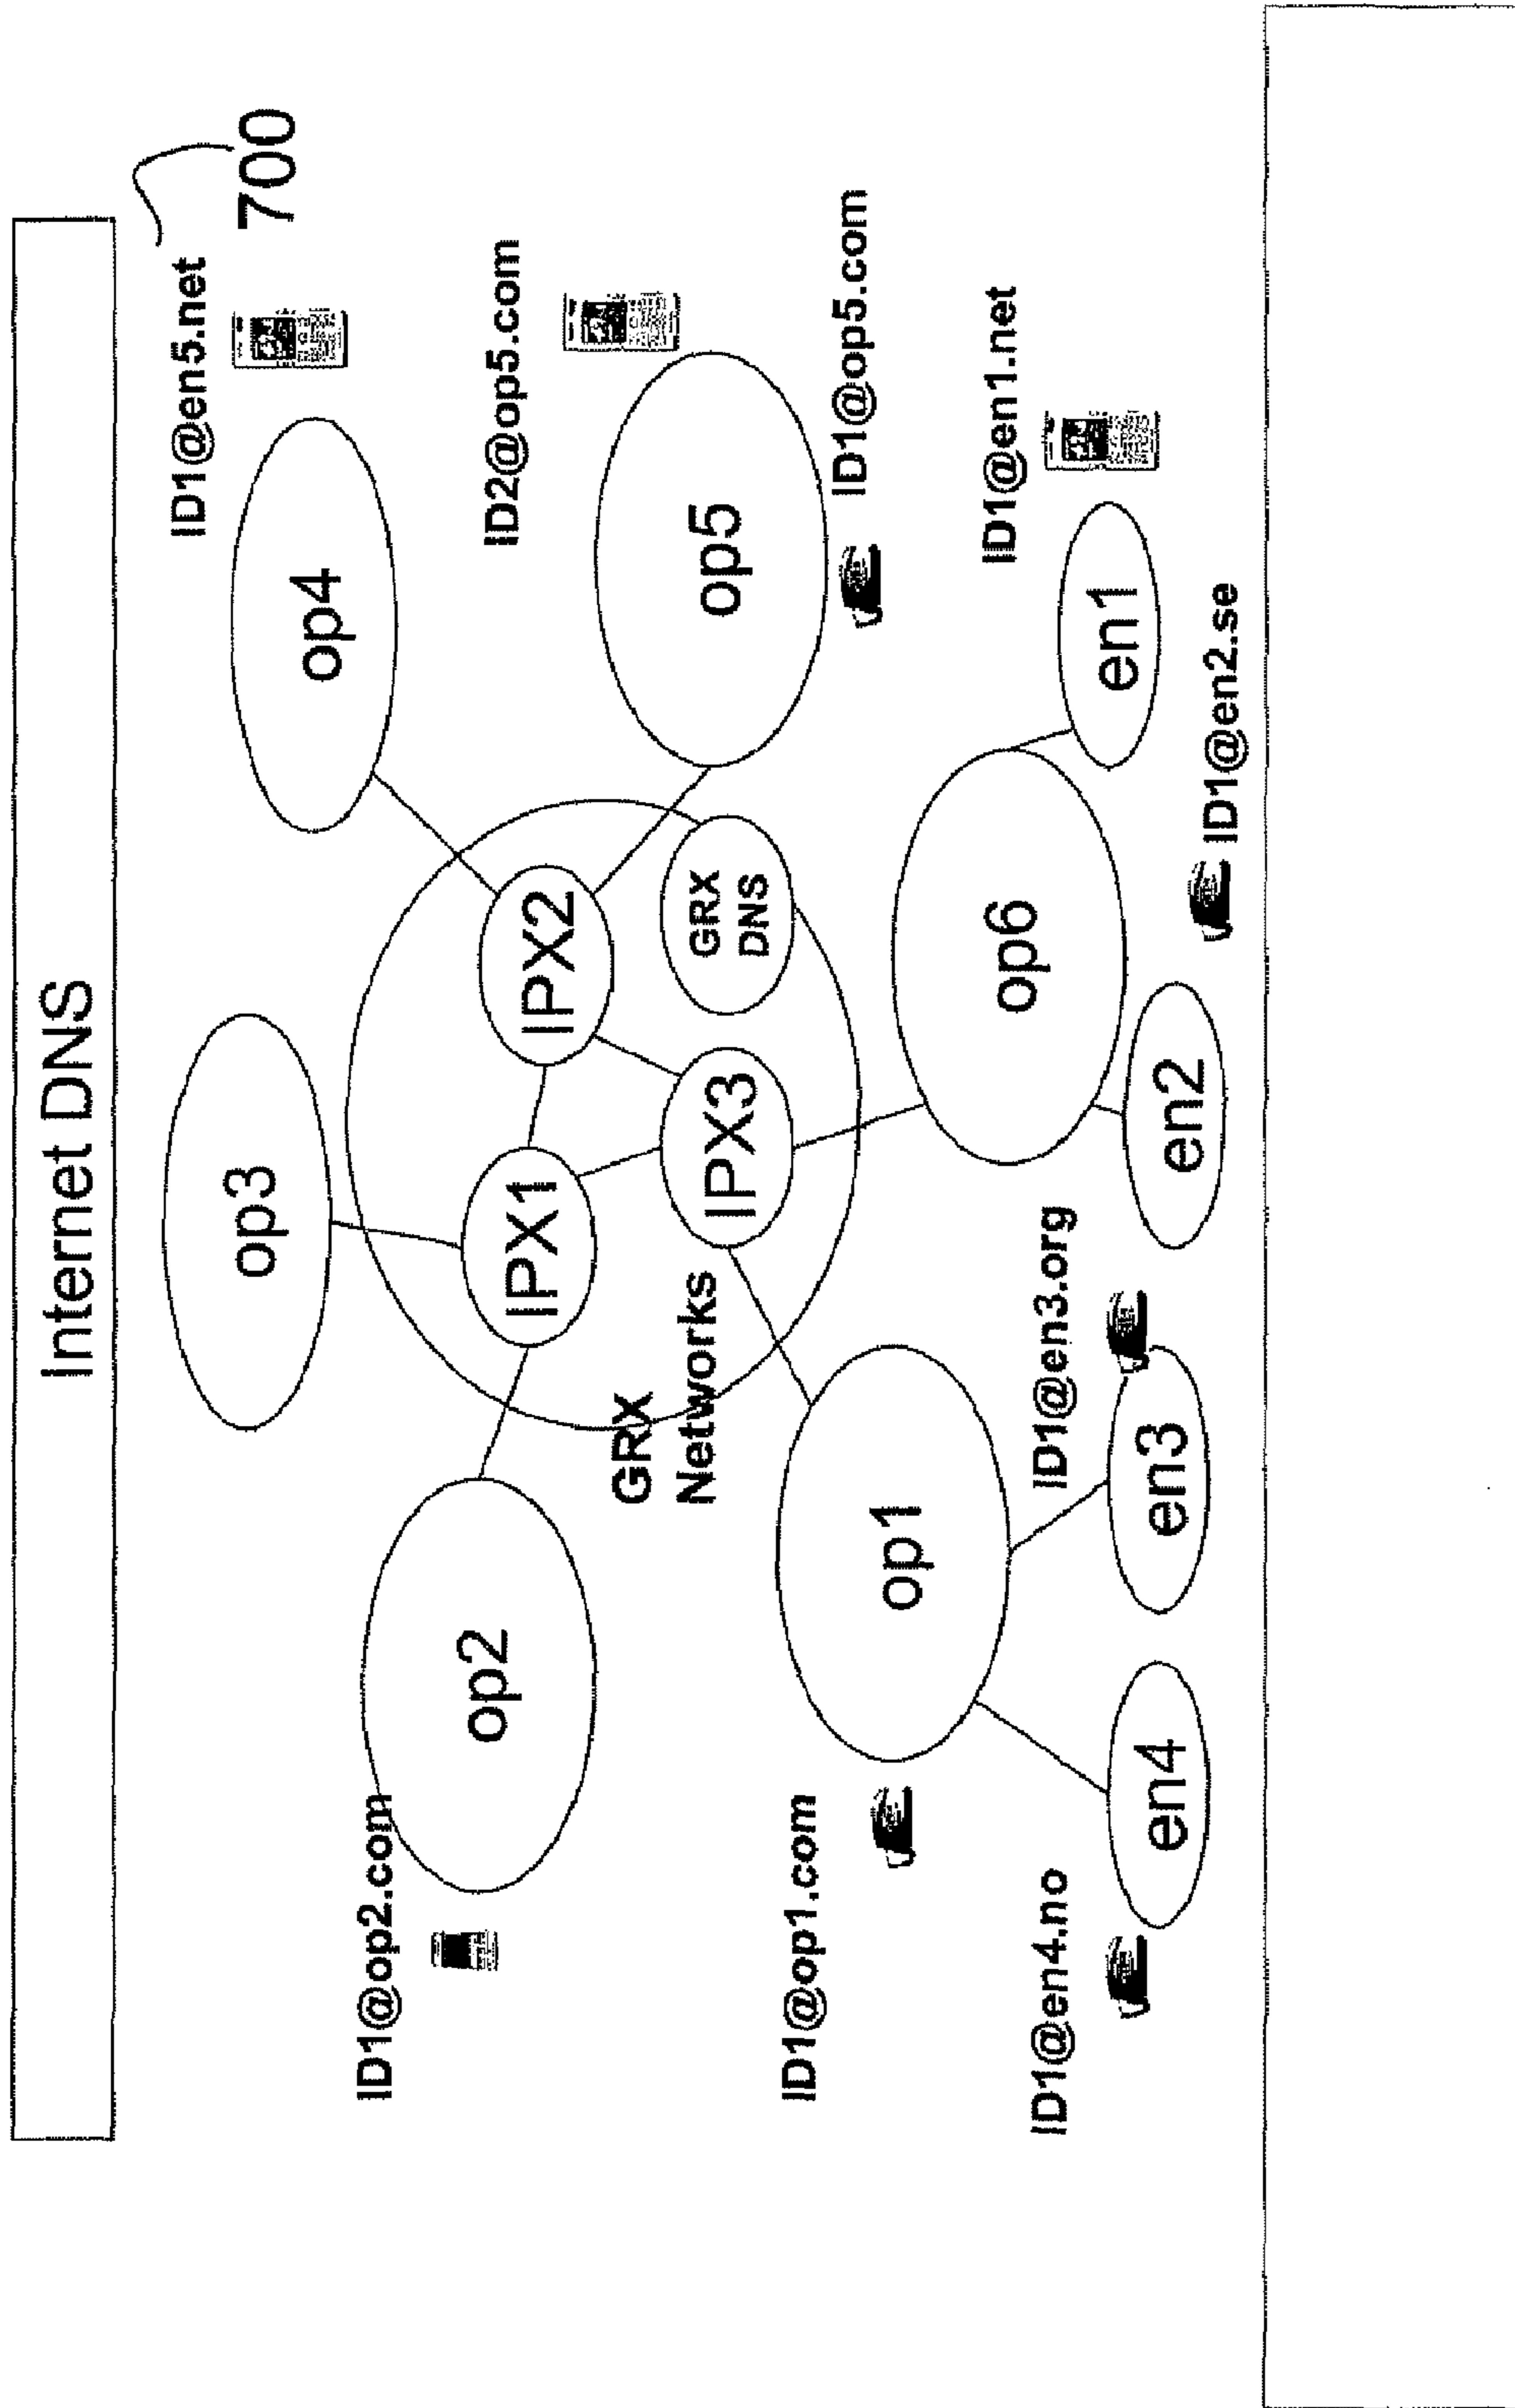 Internet DNS
ID1@en5.net
700
op3
op4
ID2@op5.com
ID1@op2.com
op2
IPX1
IPX2
op5
GRX
Networks
IPX3
GRX
DNS
ID1@op5.com
ID1@op1.com
op1
op6
ID1@en1.net
ID1@en4.no
ID1@en3.org
en4
en3
en2
en1
ID1@en2.se